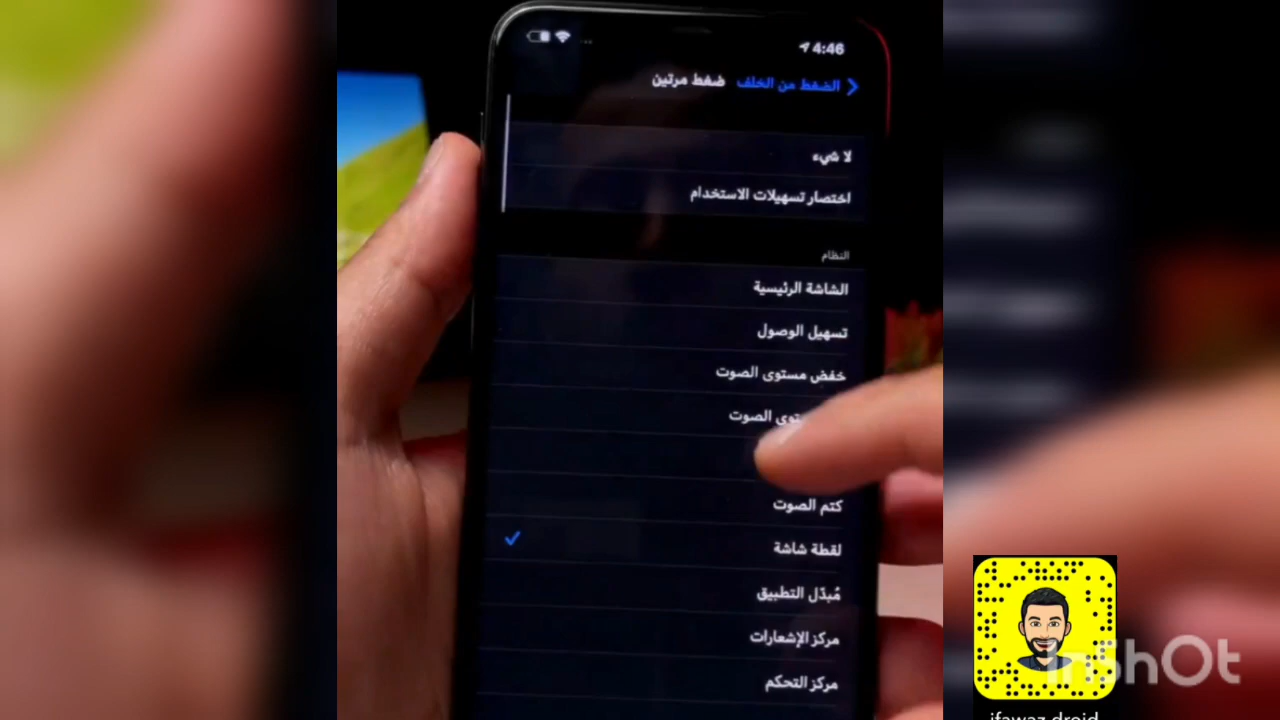 4:46
الضغط من الخلف
ضغط مرتين
لا شيء
اختصار تسهيلات الاستخدام
النظام
الشاشة الرئيسية
تسهيل الوصول
خفض مستوى الصوت
الصوت
كتم الصوت
لقطة شاشة
مُبدّل التطبيق
مركز الإشعارات
مركز التحكم
InShOt